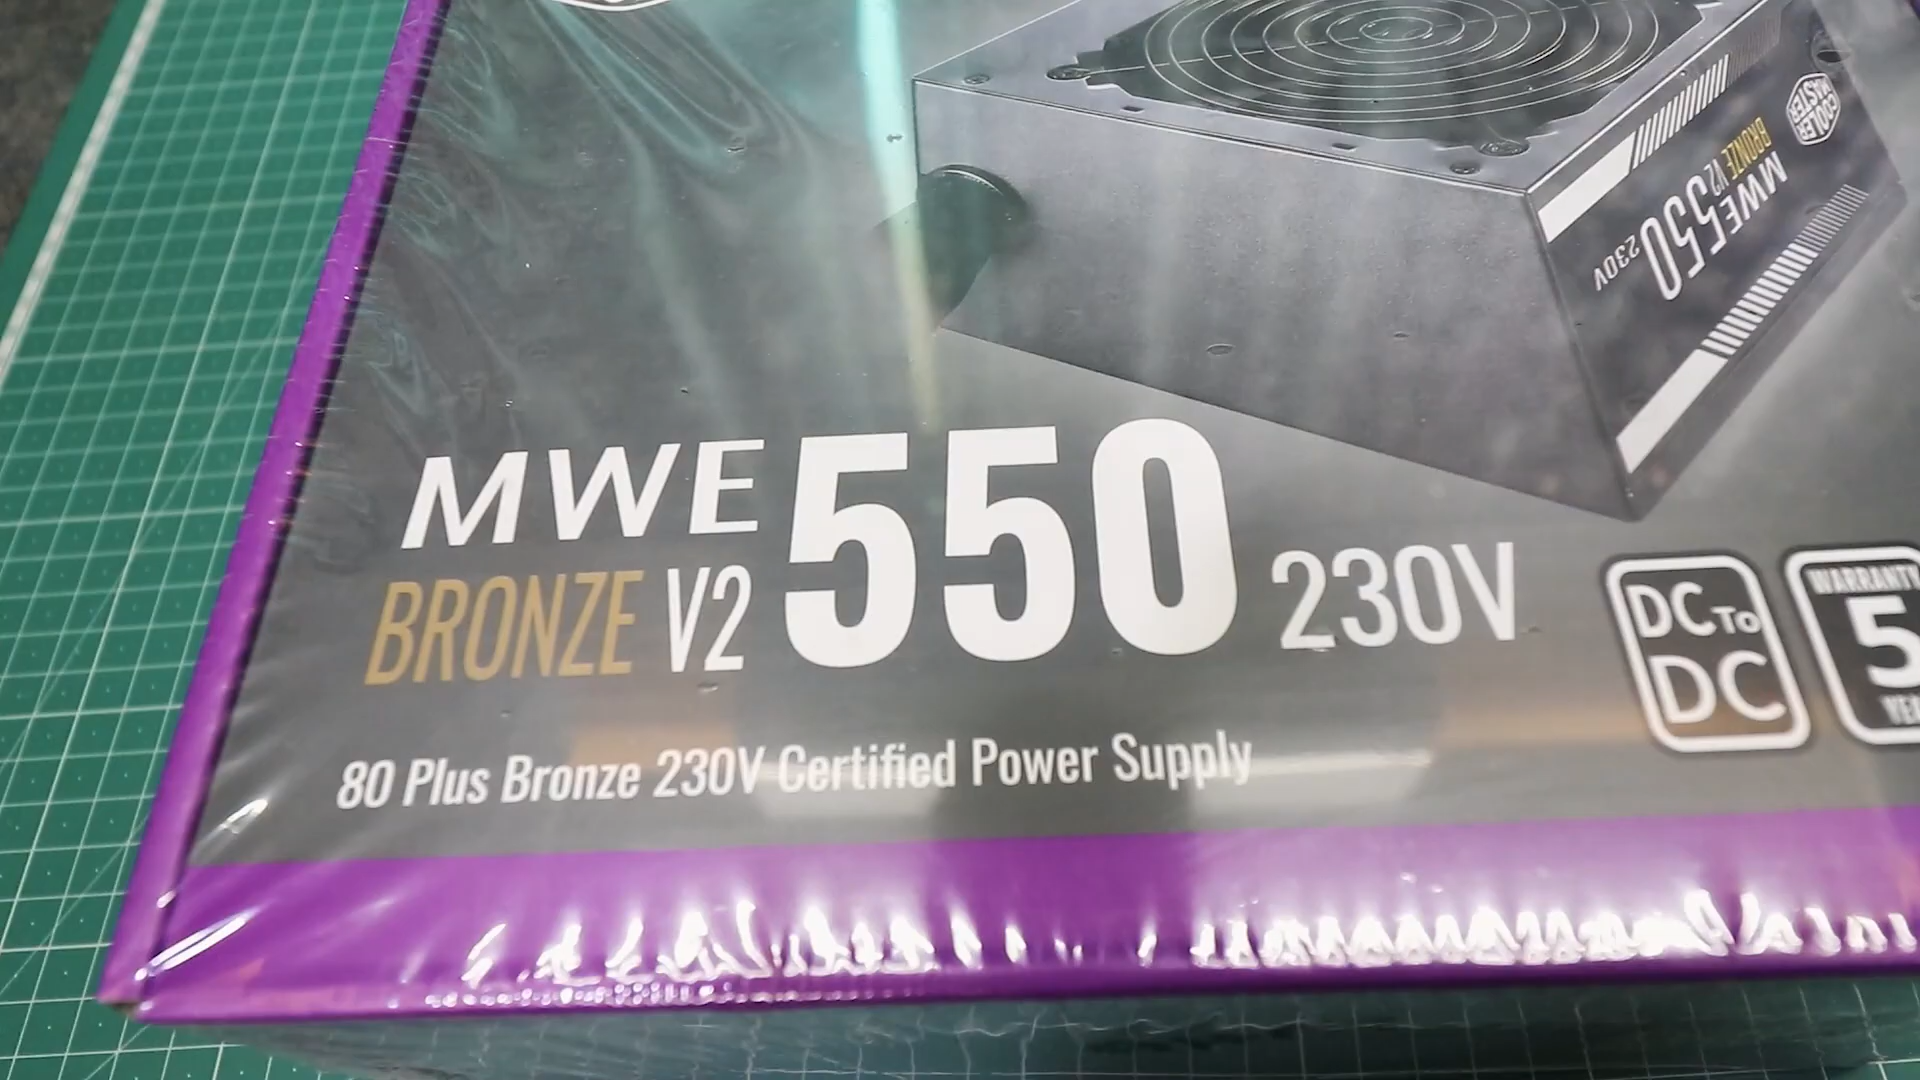 COOLER
MASTER
MWE 550
BRONZE V2
230V
MWE 550 230V
BRONZE V2
80 Plus Bronze 230V Certified Power Supply
DC To
DC
WARRANTY
5